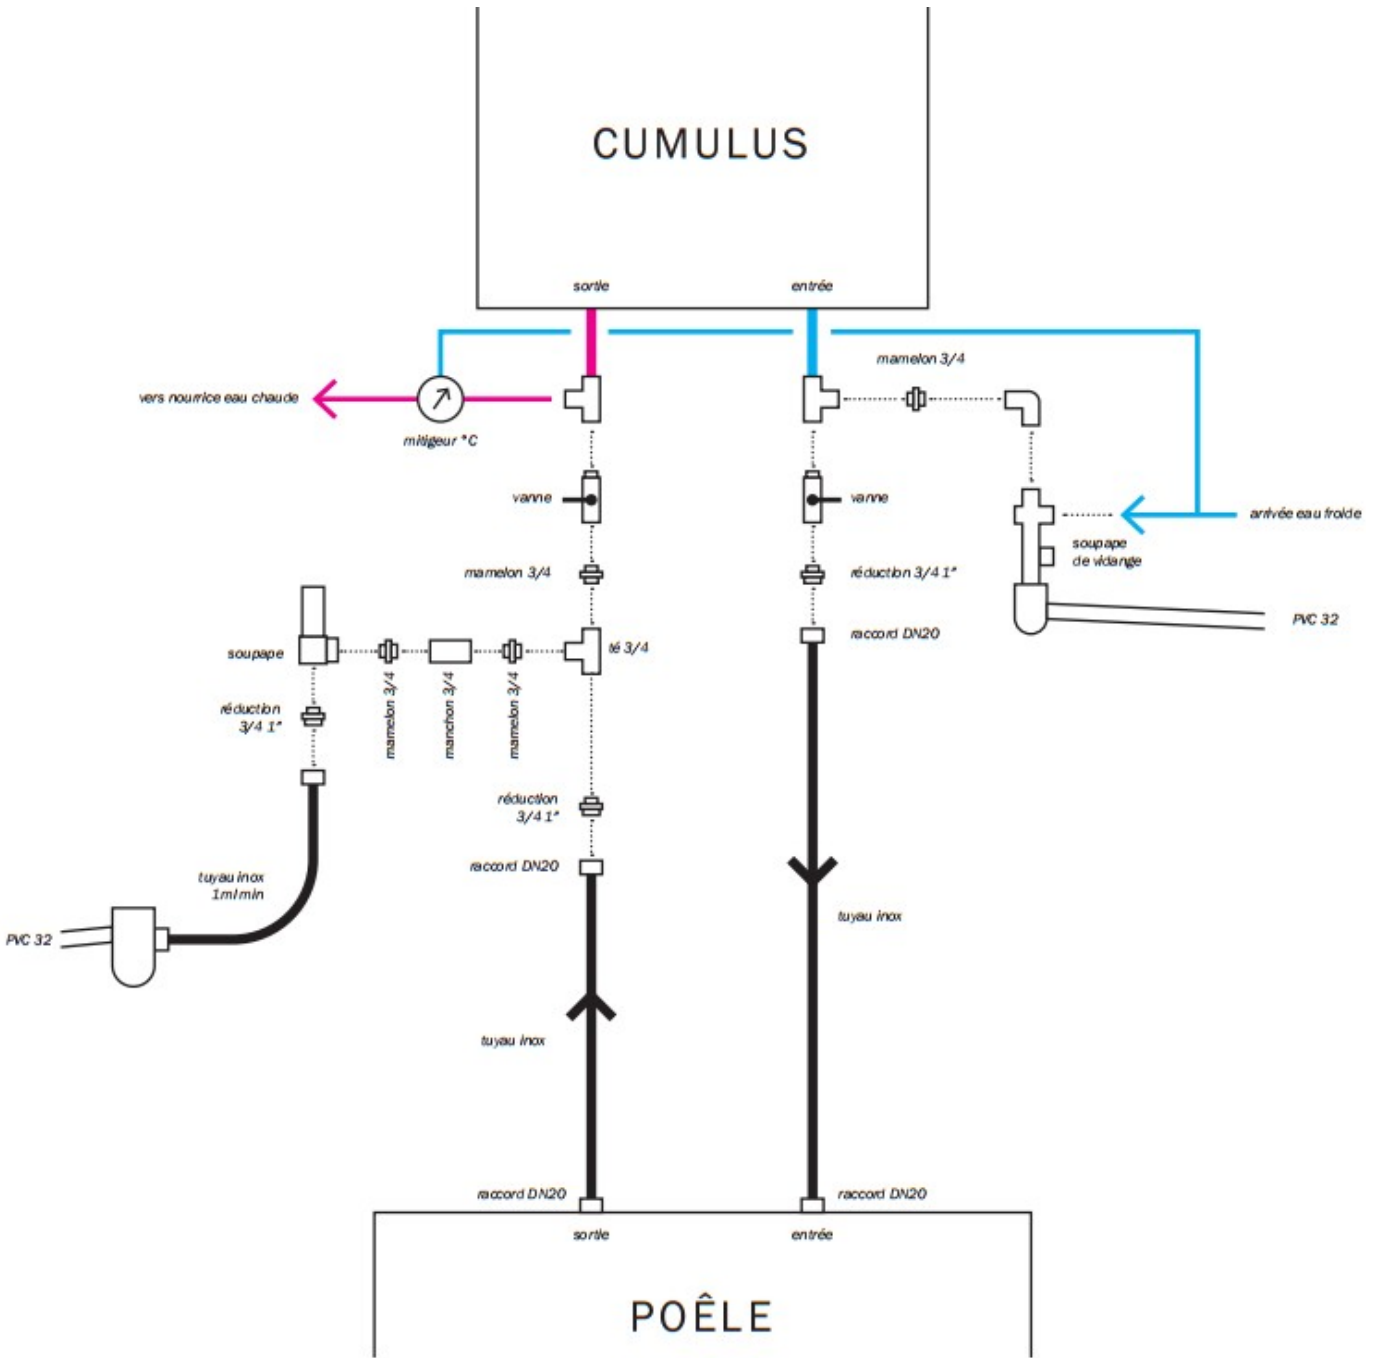 CUMULUS
sortie
entrée
mamelon 3/4
vers nourrice eau chaude
mitigeur °C
vanne
vanne
arrivée eau froide
soupape
de vidange
mamelon 3/4
réduction 3/4 1"
PVC 32
raccord DN20
té 3/4
soupape
mamelon 3/4
manchon 3/4
mamelon 3/4
réduction
3/4 1"
réduction
3/4 1"
raccord DN20
tuyau inox
1ml min
tuyau inox
PVC 32
tuyau inox
raccord DN20
raccord DN20
sortie
entrée
POÊLE